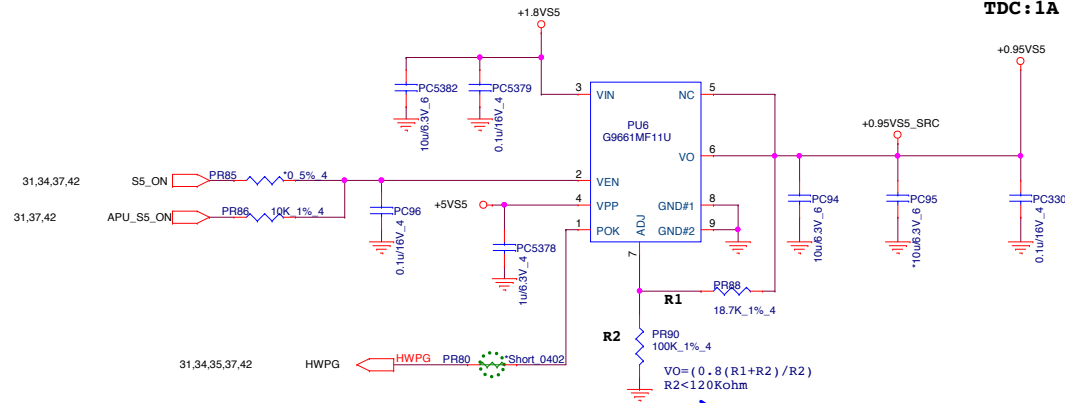 TDC:1A
+1.8VS5
+0.95VS5
PC5382
10u/6.3V_6
PC5379
0.1u/16V_4
3 VIN
NC 5
PU6
G9661MF11U
+0.95VS5_SRC
VO 6
31,34,37,42 S5_ON PR85 *0_5%_4
2 VEN
31,37,42 APU_S5_ON PR86 10K_1%_4
PC96
0.1u/16V_4
+5VS5
4 VPP
GND#1 8
1 POK
GND#2 9
ADJ
7
PC94
10u/6.3V_6
PC95
*10u/6.3V_6
PC330
0.1u/16V_4
PC5378
1u/6.3V_4
R1
PR88
18.7K_1%_4
R2
PR90
100K_1%_4
31,34,35,37,42 HWPG HWPG PR80 *Short_0402
VO=(0.8(R1+R2)/R2)
R2<120Kohm